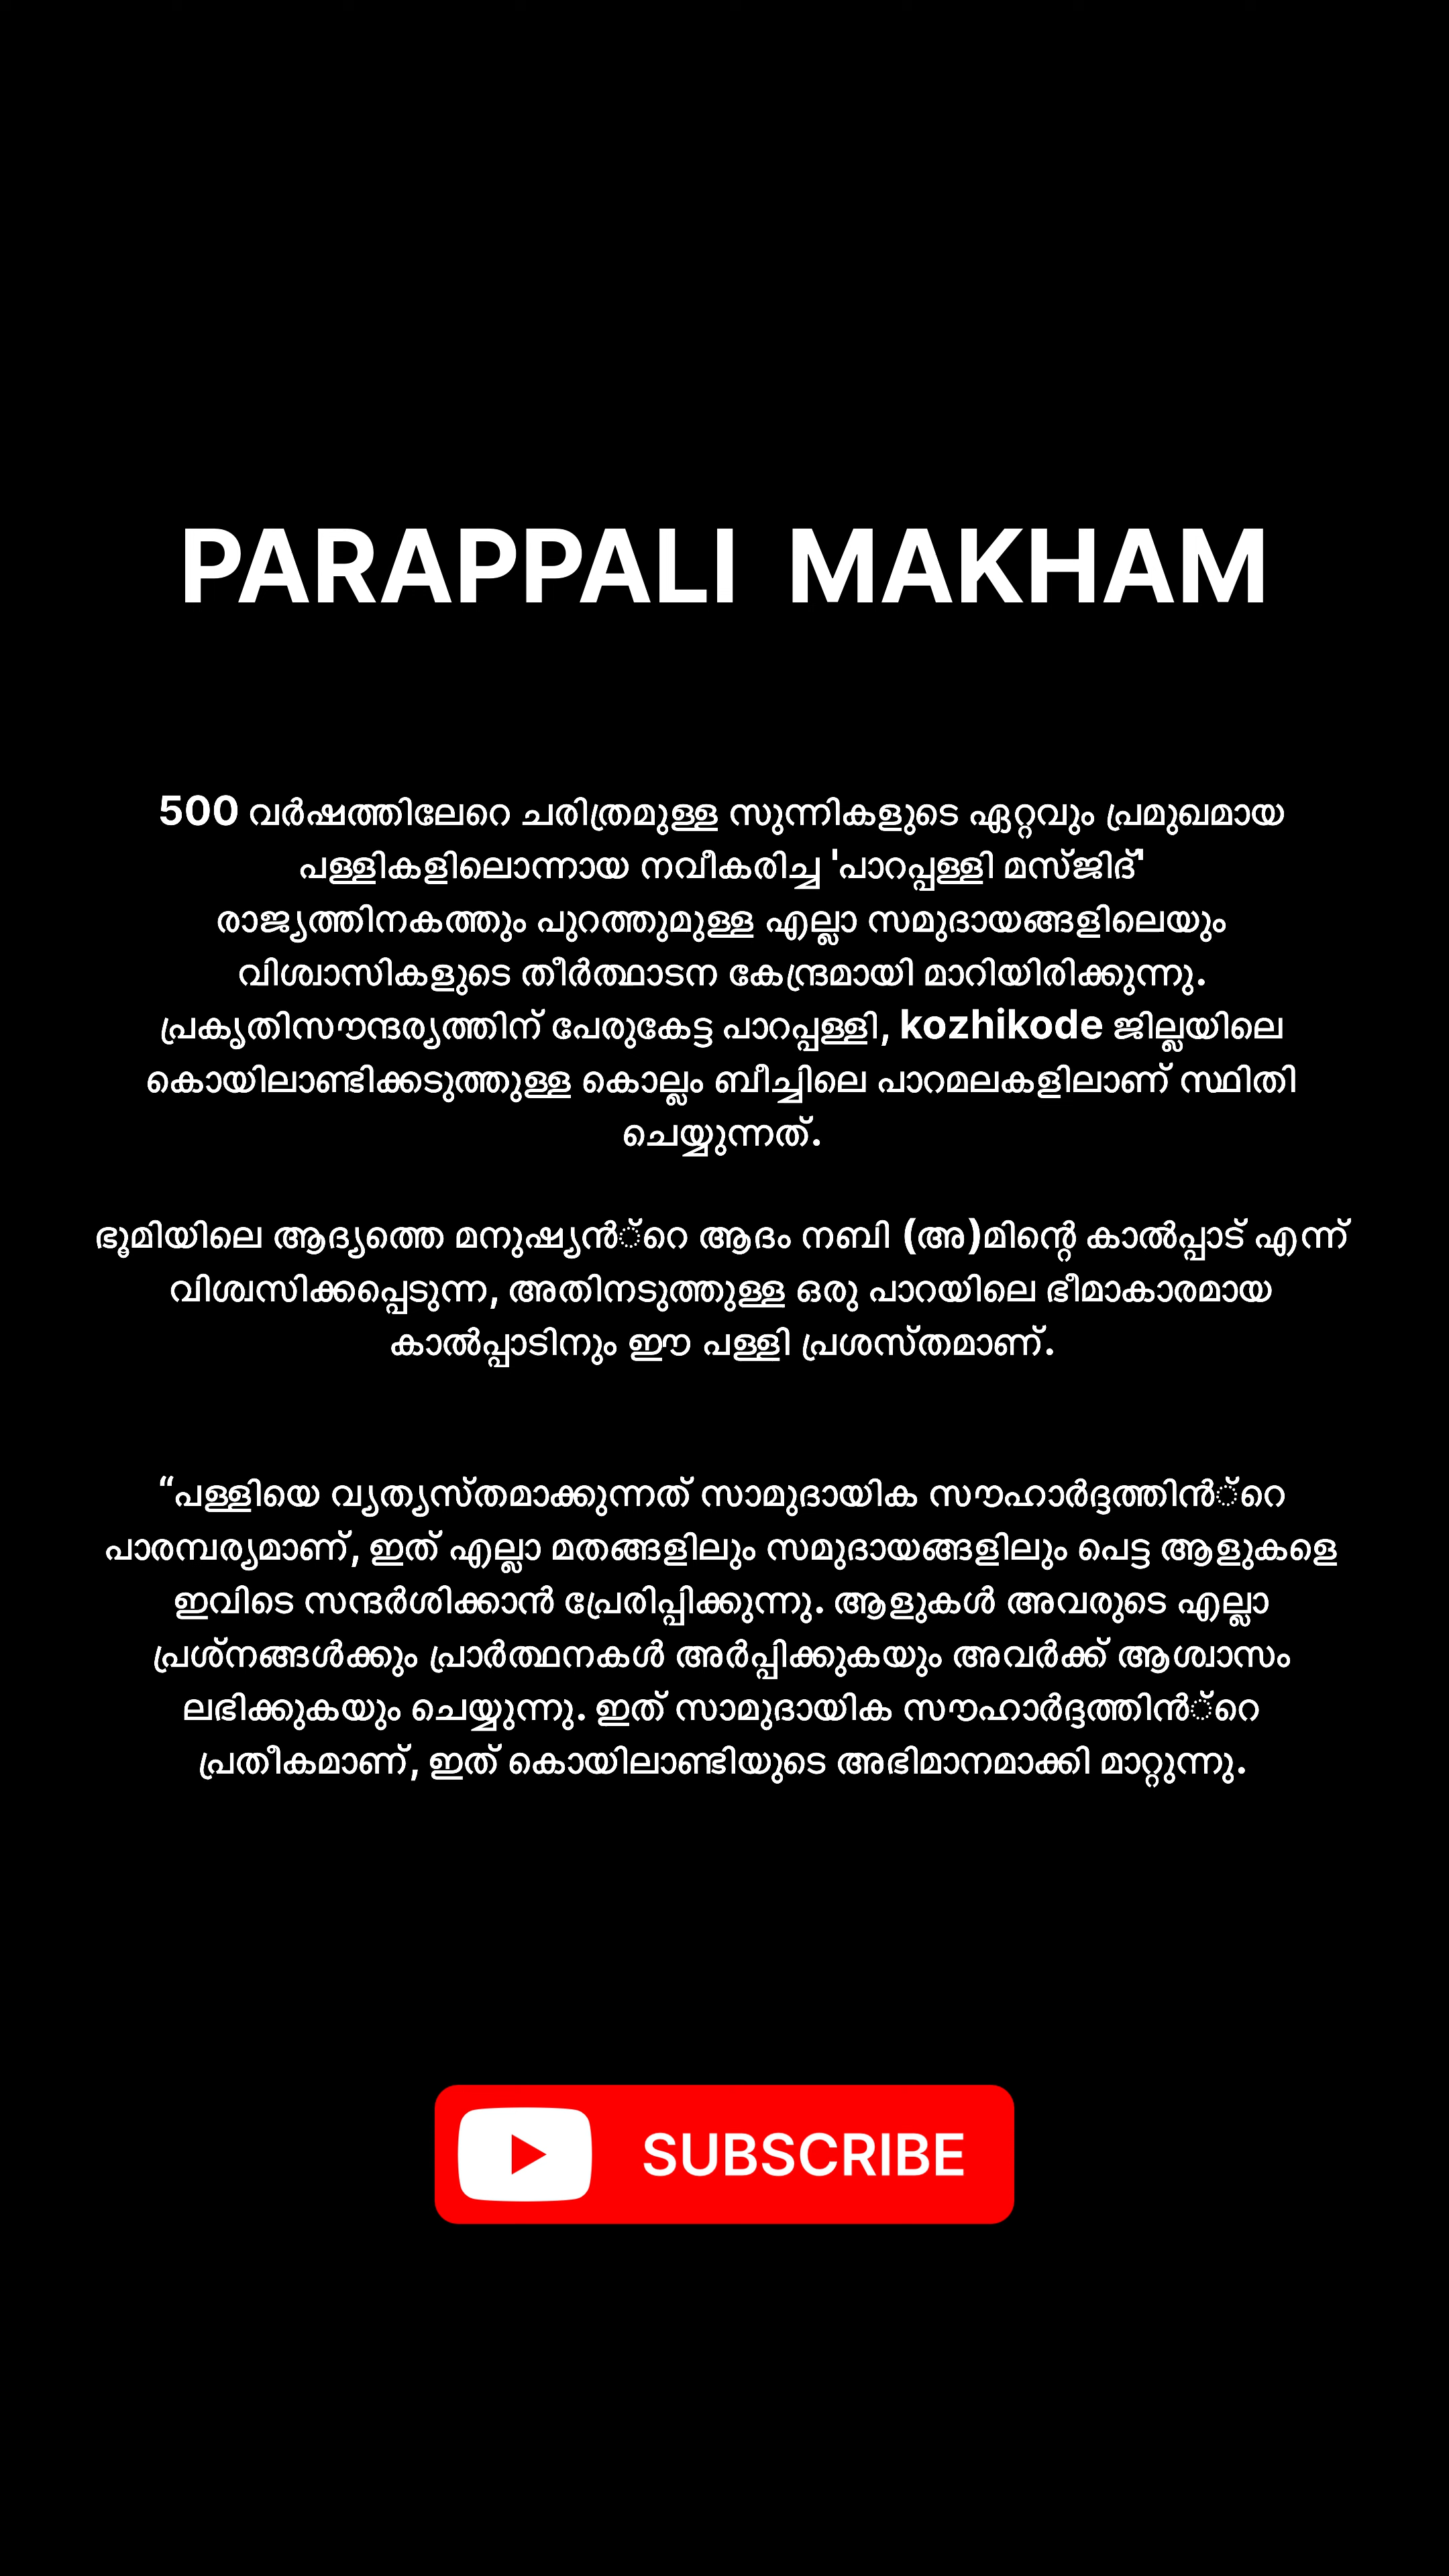 PARAPPALI MAKHAM
500 വർഷത്തിലേറെ ചരിത്രമുള്ള സുന്നികളുടെ ഏറ്റവും പ്രമുഖമായ
പള്ളികളിലൊന്നായ നവീകരിച്ച 'പാറപ്പള്ളി മസ്ജിദ്'
രാജ്യത്തിനകത്തും പുറത്തുമുള്ള എല്ലാ സമുദായങ്ങളിലെയും
വിശ്വാസികളുടെ തീർത്ഥാടന കേന്ദ്രമായി മാറിയിരിക്കുന്നു.
പ്രകൃതിസൗന്ദര്യത്തിന് പേരുകേട്ട പാറപ്പള്ളി, kozhikode ജില്ലയിലെ
കൊയിലാണ്ടിക്കടുത്തുള്ള കൊല്ലം ബീച്ചിലെ പാറമലകളിലാണ് സ്ഥിതി
ചെയ്യുന്നത്.
ഭൂമിയിലെ ആദ്യത്തെ മനുഷ്യൻ്റെ ആദം നബി (അ)മിന്റെ കാൽപ്പാട് എന്ന്
വിശ്വസിക്കപ്പെടുന്ന, അതിനടുത്തുള്ള ഒരു പാറയിലെ ഭീമാകാരമായ
കാൽപ്പാടിനും ഈ പള്ളി പ്രശസ്തമാണ്.
“പള്ളിയെ വ്യത്യസ്തമാക്കുന്നത് സാമുദായിക സൗഹാർദ്ദത്തിൻ്റെ
പാരമ്പര്യമാണ്, ഇത് എല്ലാ മതങ്ങളിലും സമുദായങ്ങളിലും പെട്ട ആളുകളെ
ഇവിടെ സന്ദർശിക്കാൻ പ്രേരിപ്പിക്കുന്നു. ആളുകൾ അവരുടെ എല്ലാ
പ്രശ്നങ്ങൾക്കും പ്രാർത്ഥനകൾ അർപ്പിക്കുകയും അവർക്ക് ആശ്വാസം
ലഭിക്കുകയും ചെയ്യുന്നു. ഇത് സാമുദായിക സൗഹാർദ്ദത്തിൻ്റെ
പ്രതീകമാണ്, ഇത് കൊയിലാണ്ടിയുടെ അഭിമാനമാക്കി മാറ്റുന്നു.
SUBSCRIBE